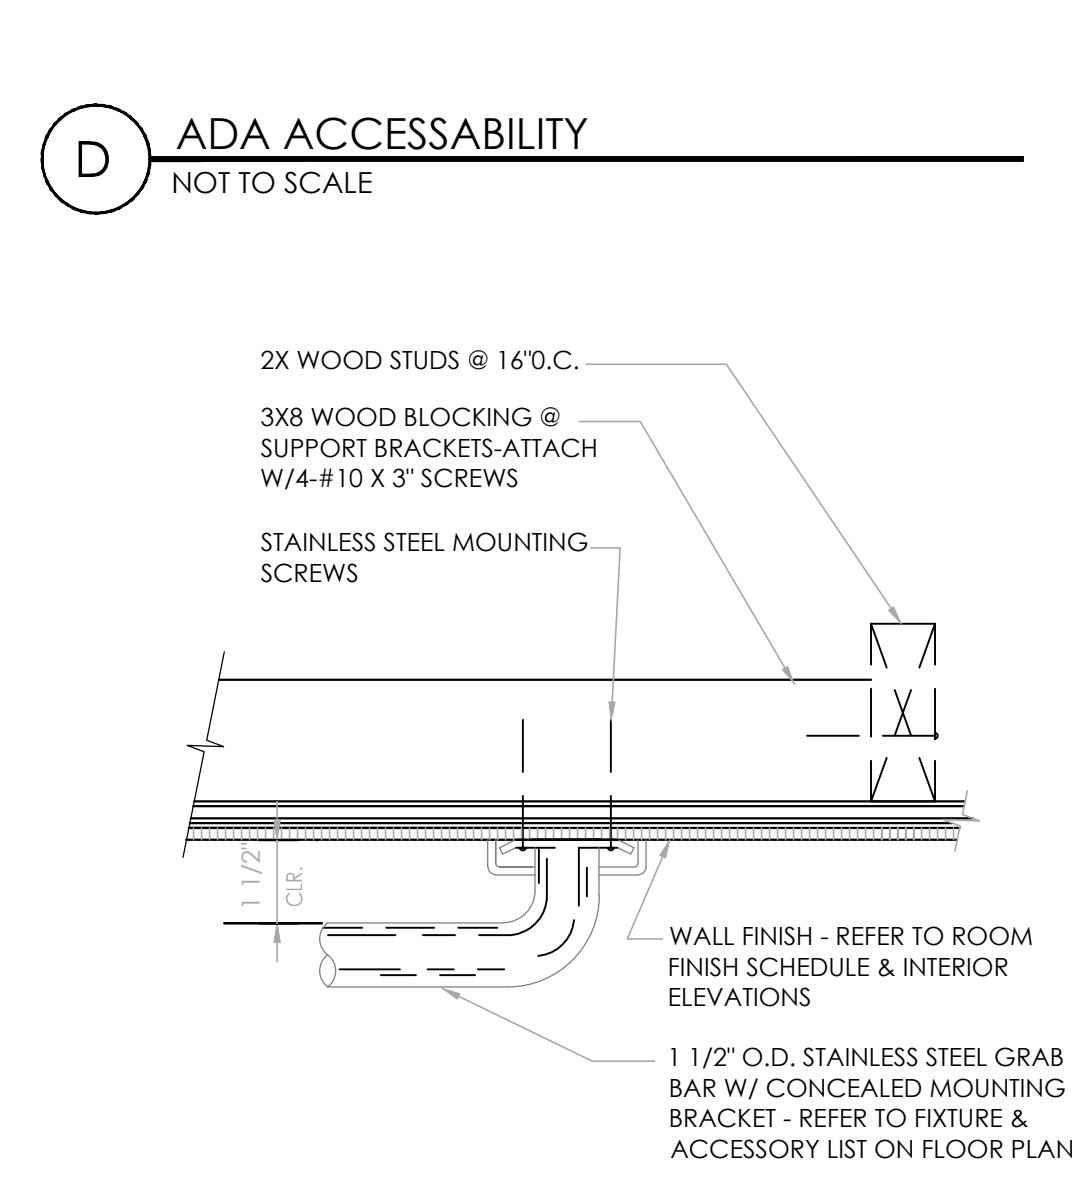 D
ADA ACCESSABILITY
NOT TO SCALE
2X WOOD STUDS @ 16"0.C.
3X8 WOOD BLOCKING @
SUPPORT BRACKETS-ATTACH
W/4-#10 X 3" SCREWS
STAINLESS STEEL MOUNTING
SCREWS
1 1/2"
CLR.
WALL FINISH - REFER TO ROOM
FINISH SCHEDULE & INTERIOR
ELEVATIONS
1 1/2" O.D. STAINLESS STEEL GRAB
BAR W/ CONCEALED MOUNTING
BRACKET - REFER TO FIXTURE &
ACCESSORY LIST ON FLOOR PLAN